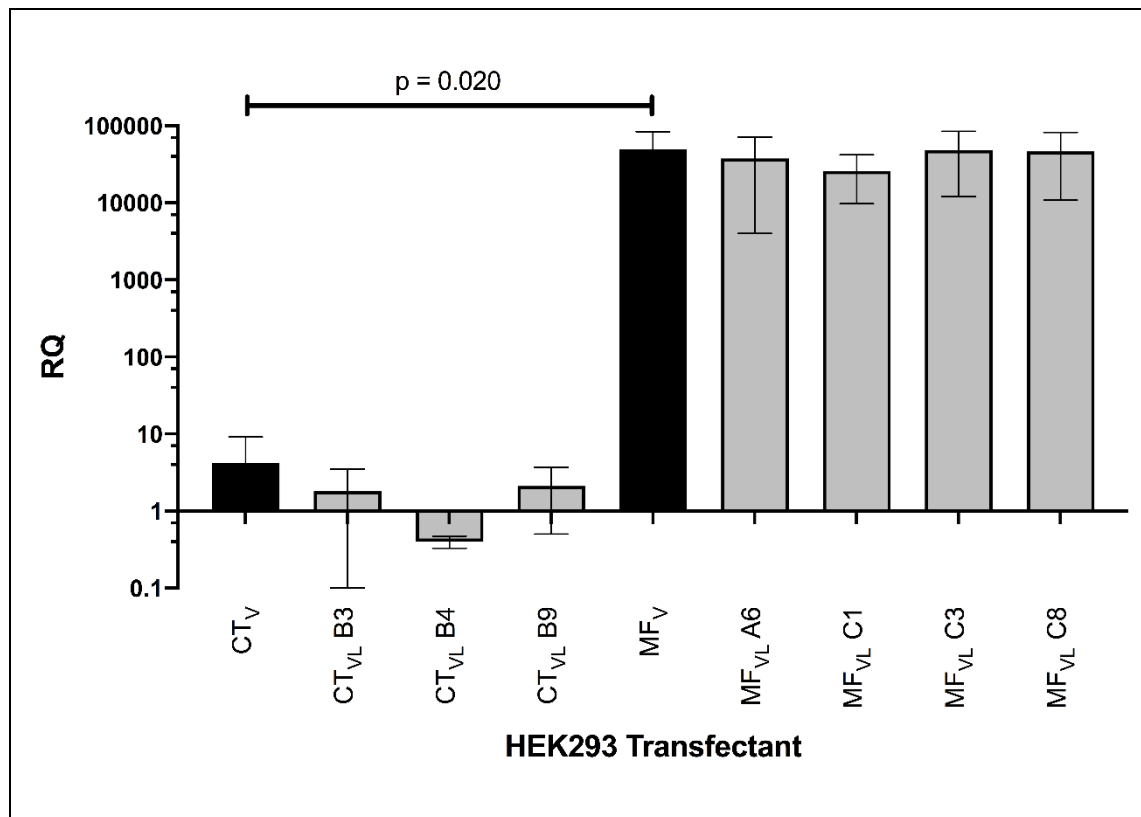 p = 0.020
100000
10000
1000
100
10
1
0.1
RQ
CTV
CTVL B3
CTVL B4
CTVL B9
MFV
MFVL A6
MFVL C1
MFVL C3
MFVL C8
HEK293 Transfectant